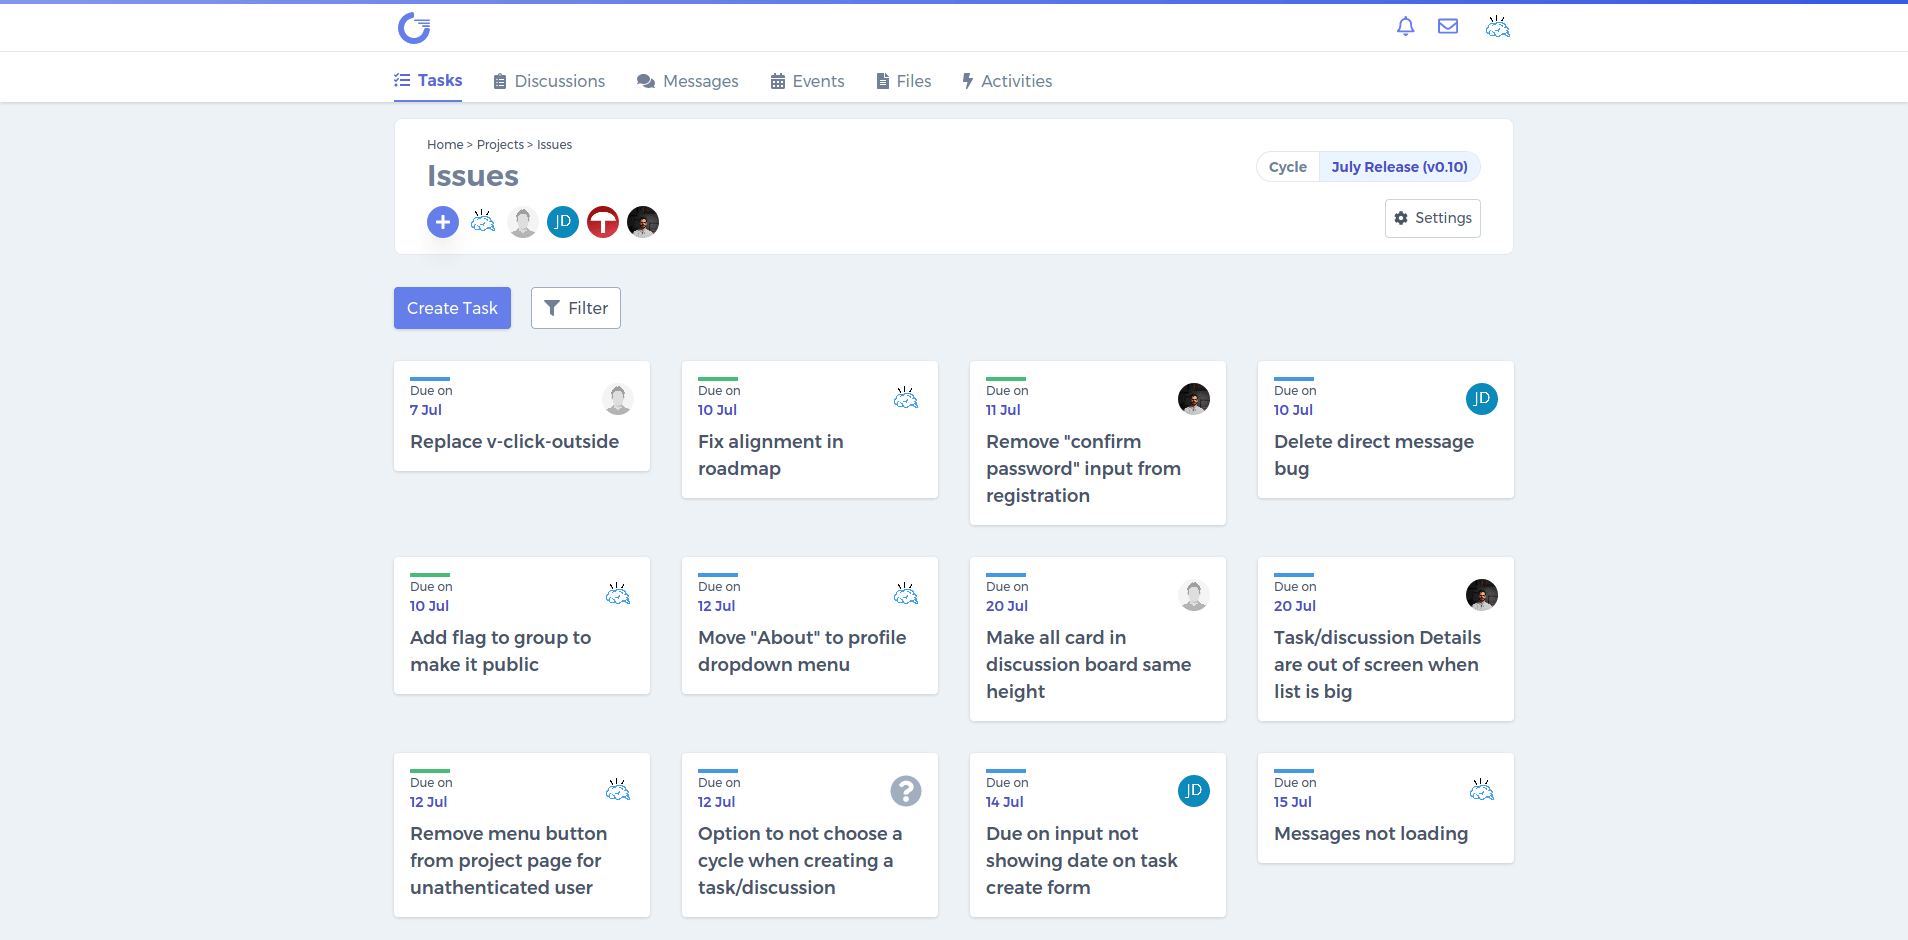 Tasks
Discussions
Messages
Events
Files
Activities
Home > Projects > Issues
Issues
Cycle
July Release (v0.10)
JD
Settings
Create Task
Filter
Due on
7 Jul
Replace v-click-outside
Due on
10 Jul
Fix alignment in
roadmap
Due on
11 Jul
Remove "confirm
password" input from
registration
Due on
10 Jul
JD
Delete direct message
bug
Due on
10 Jul
Add flag to group to
make it public
Due on
12 Jul
Move "About" to profile
dropdown menu
Due on
20 Jul
Make all card in
discussion board same
height
Due on
20 Jul
Task/discussion Details
are out of screen when
list is big
Due on
12 Jul
Remove menu button
from project page for
unathenticated user
Due on
12 Jul
?
Option to not choose a
cycle when creating a
task/discussion
Due on
14 Jul
JD
Due on input not
showing date on task
create form
Due on
15 Jul
Messages not loading